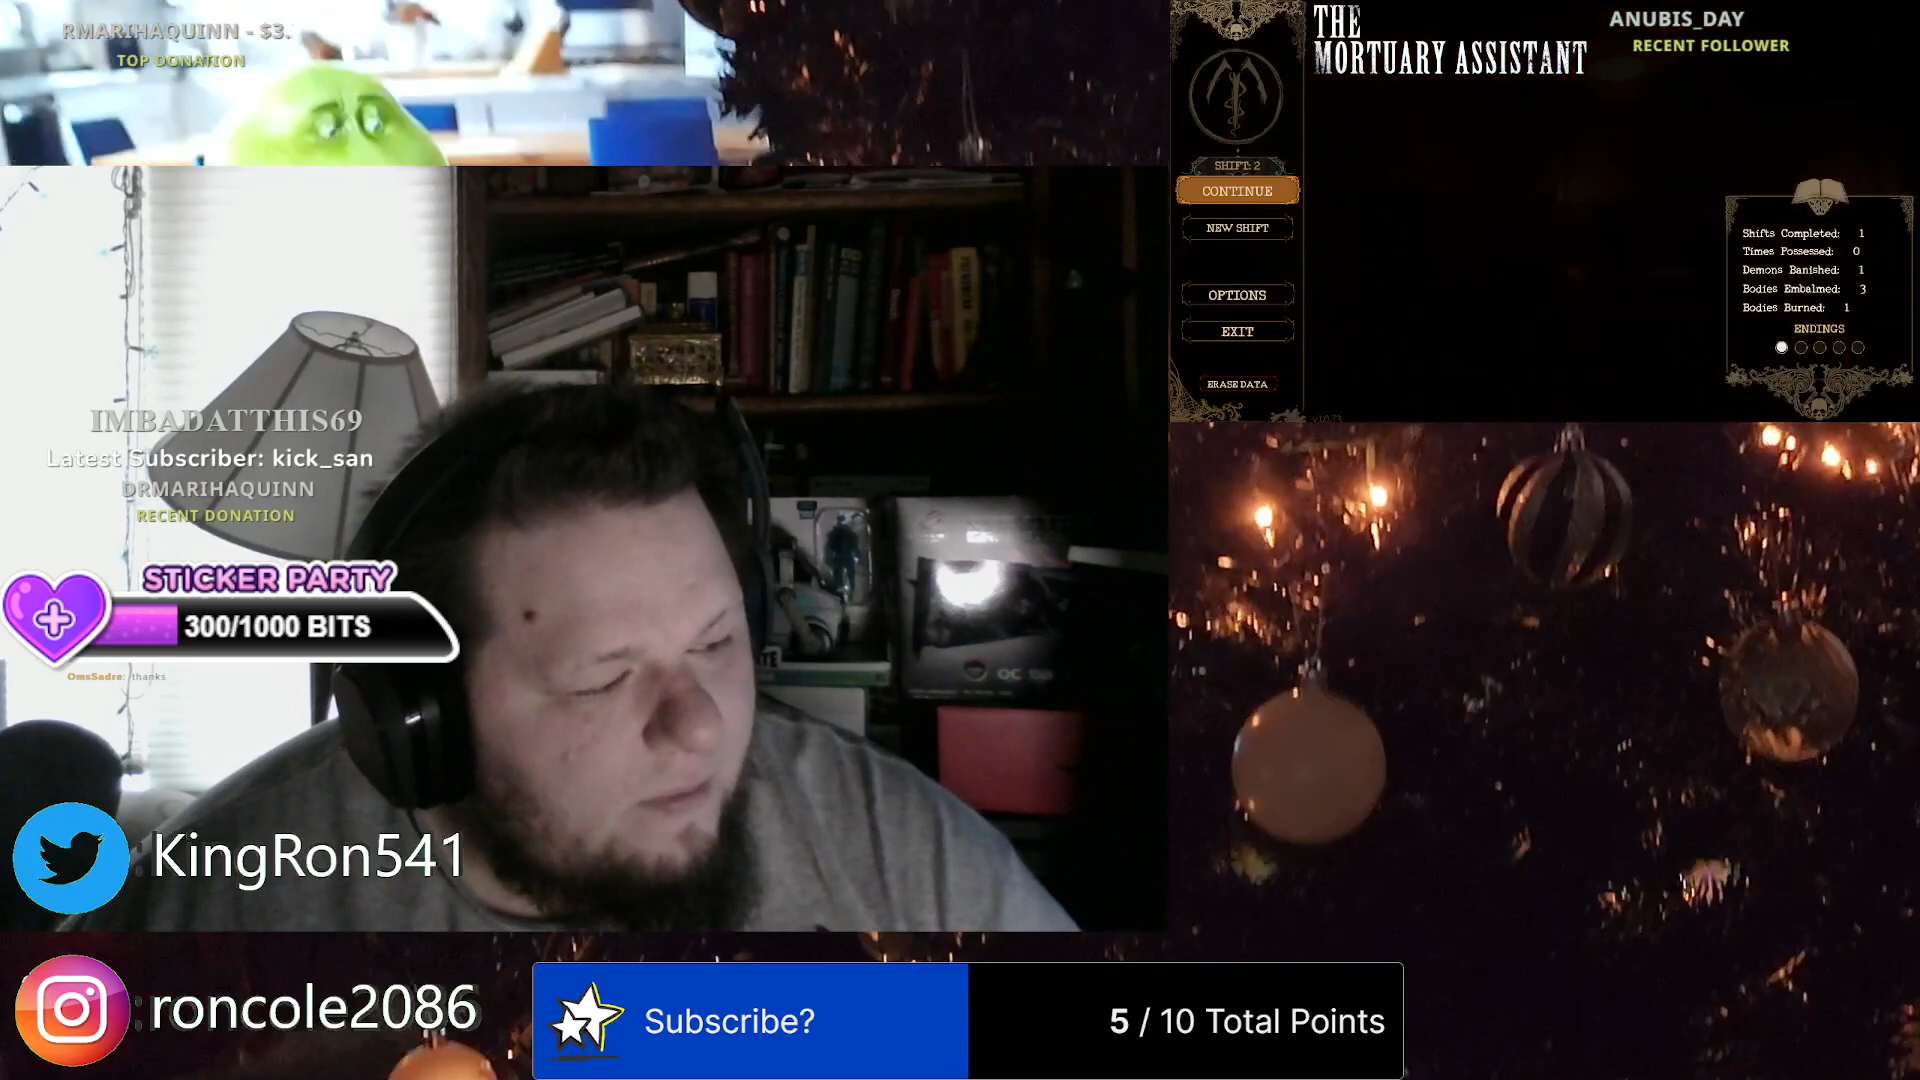 RMARIHAQUINN - $3.
TOP DONATION
THE
MORTUARY ASSISTANT
ANUBIS_DAY
RECENT FOLLOWER
SHIFT: 2
CONTINUE
NEW SHIFT
OPTIONS
EXIT
ERASE DATA
Shifts Completed: 1
Times Possessed: 0
Demons Banished: 1
Bodies Embalmed: 3
Bodies Burned: 1
ENDINGS
IMBADATTHIS69
Latest Subscriber: kick_san
DRMARIHAQUINN
RECENT DONATION
STICKER PARTY
300/1000 BITS
OmsSadre: thanks
QC
: KingRon541
: roncole2086
Subscribe?
5 / 10 Total Points